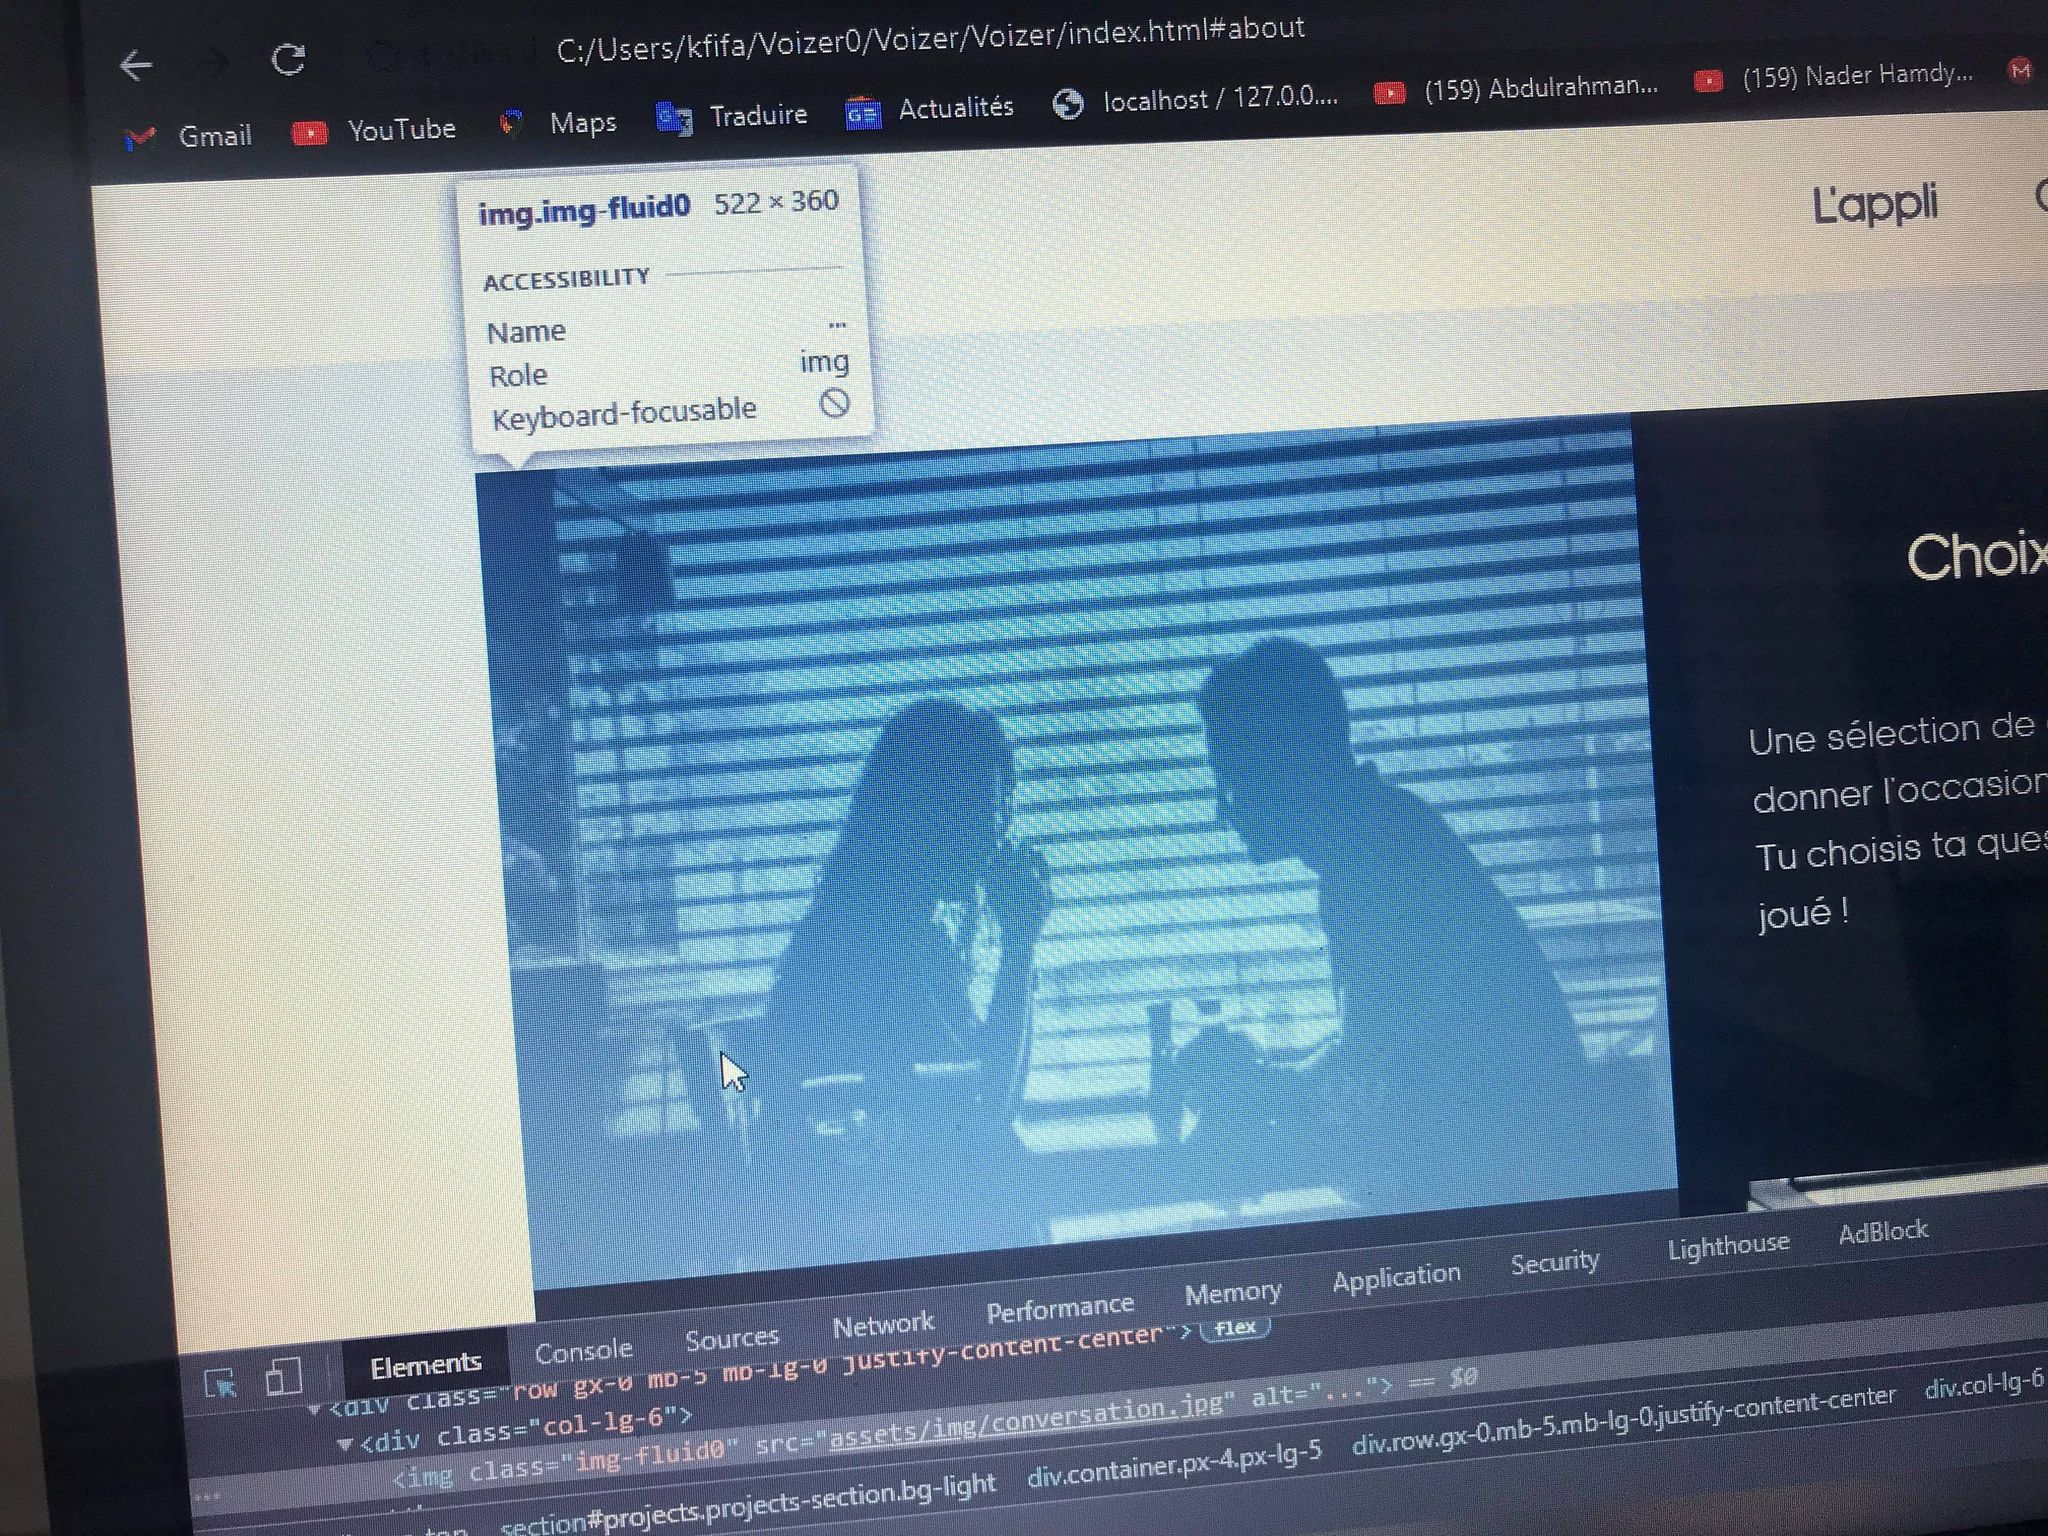 C:/Users/kfifa/Voizer0/Voizer/Voizer/index.html#about
Gmail YouTube Maps Traduire GE Actualités localhost / 127.0.0.... (159) Abdulrahman... (159) Nader Hamdy... M
img.img-fluid0 522 × 360
ACCESSIBILITY
Name ...
Role img
Keyboard-focusable
L'appli
Choix
Une sélection de
donner l'occasion
Tu choisis ta ques
joué !
Elements Console Sources Network Performance Memory Application Security Lighthouse AdBlock
<div class="row gx-0 mb-5 mb-lg-0 justify-content-center"> flex
<div class="col-lg-6">
<img class="img-fluid0" src="assets/img/conversation.jpg" alt="..."> == $0
section#projects.projects-section.bg-light div.container.px-4.px-lg-5 div.row.gx-0.mb-5.mb-lg-0.justify-content-center div.col-lg-6